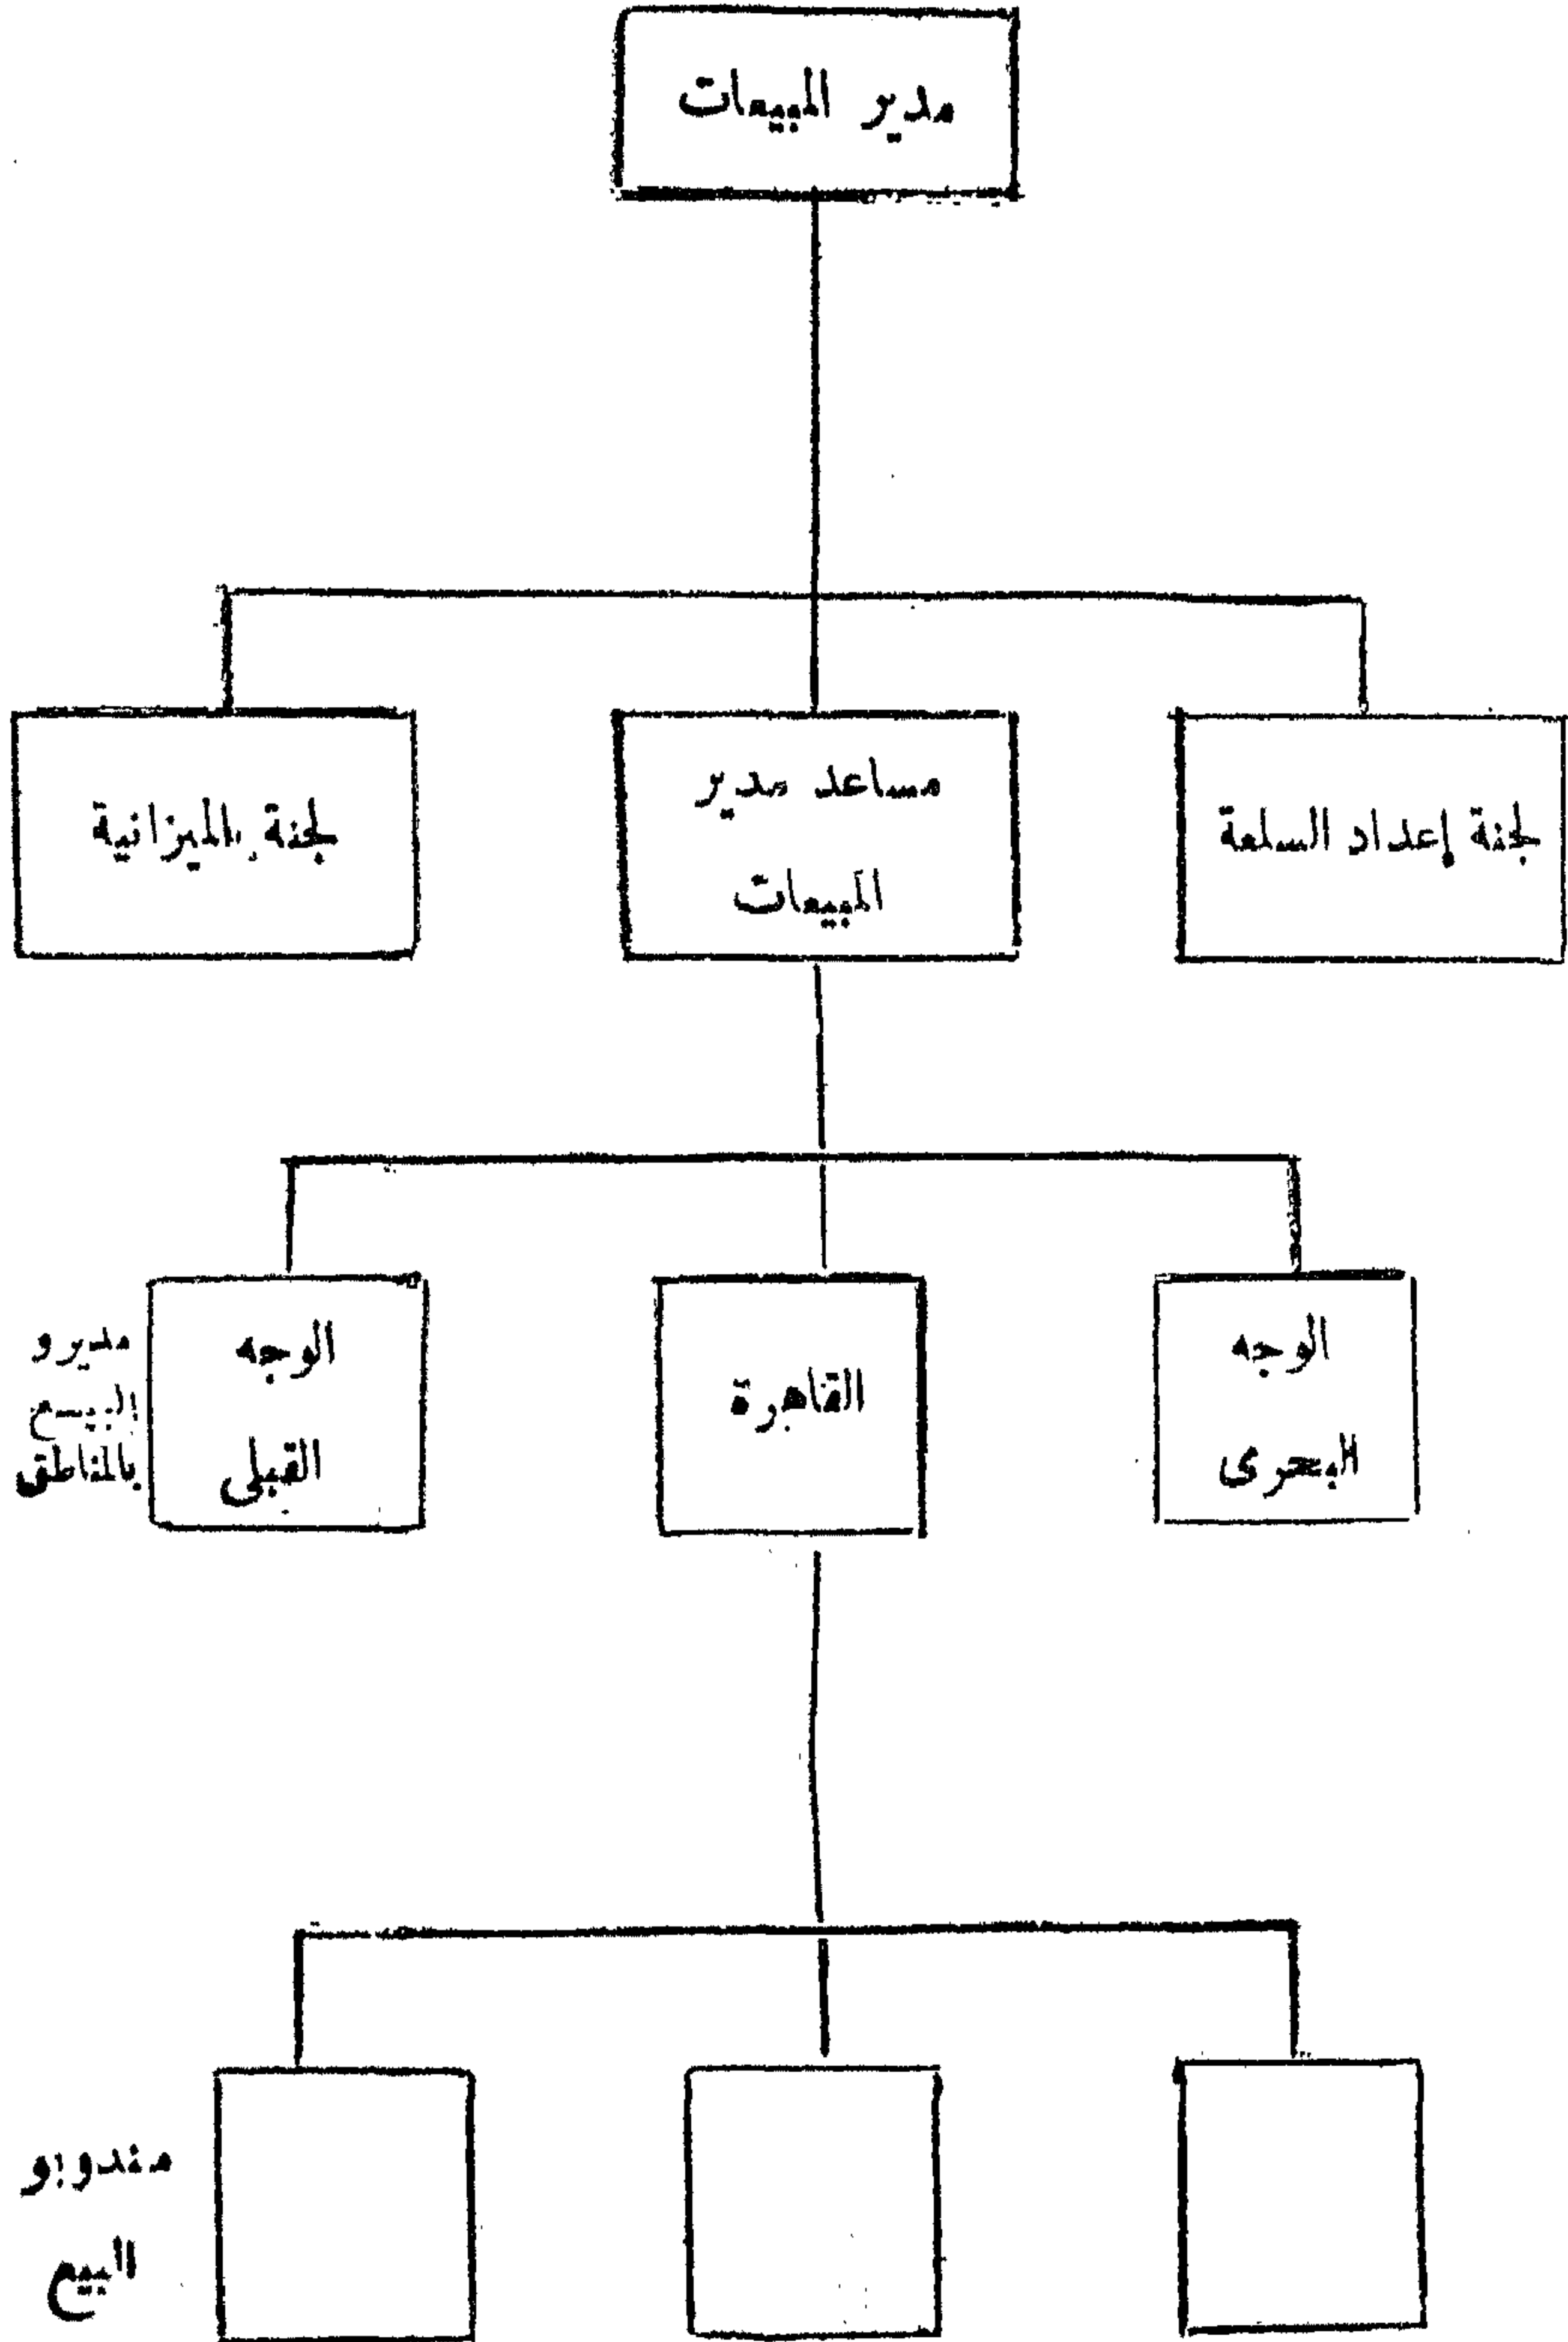 مدير المبيعات
لجنة إعداد السلعة
مساعد مدير
المبيعات
لجنة الميزانية
الوجه
البحرى
القاهرة
الوجه
القبلى
مديرو
البيع
بالمناطق
مندوبو
البيع